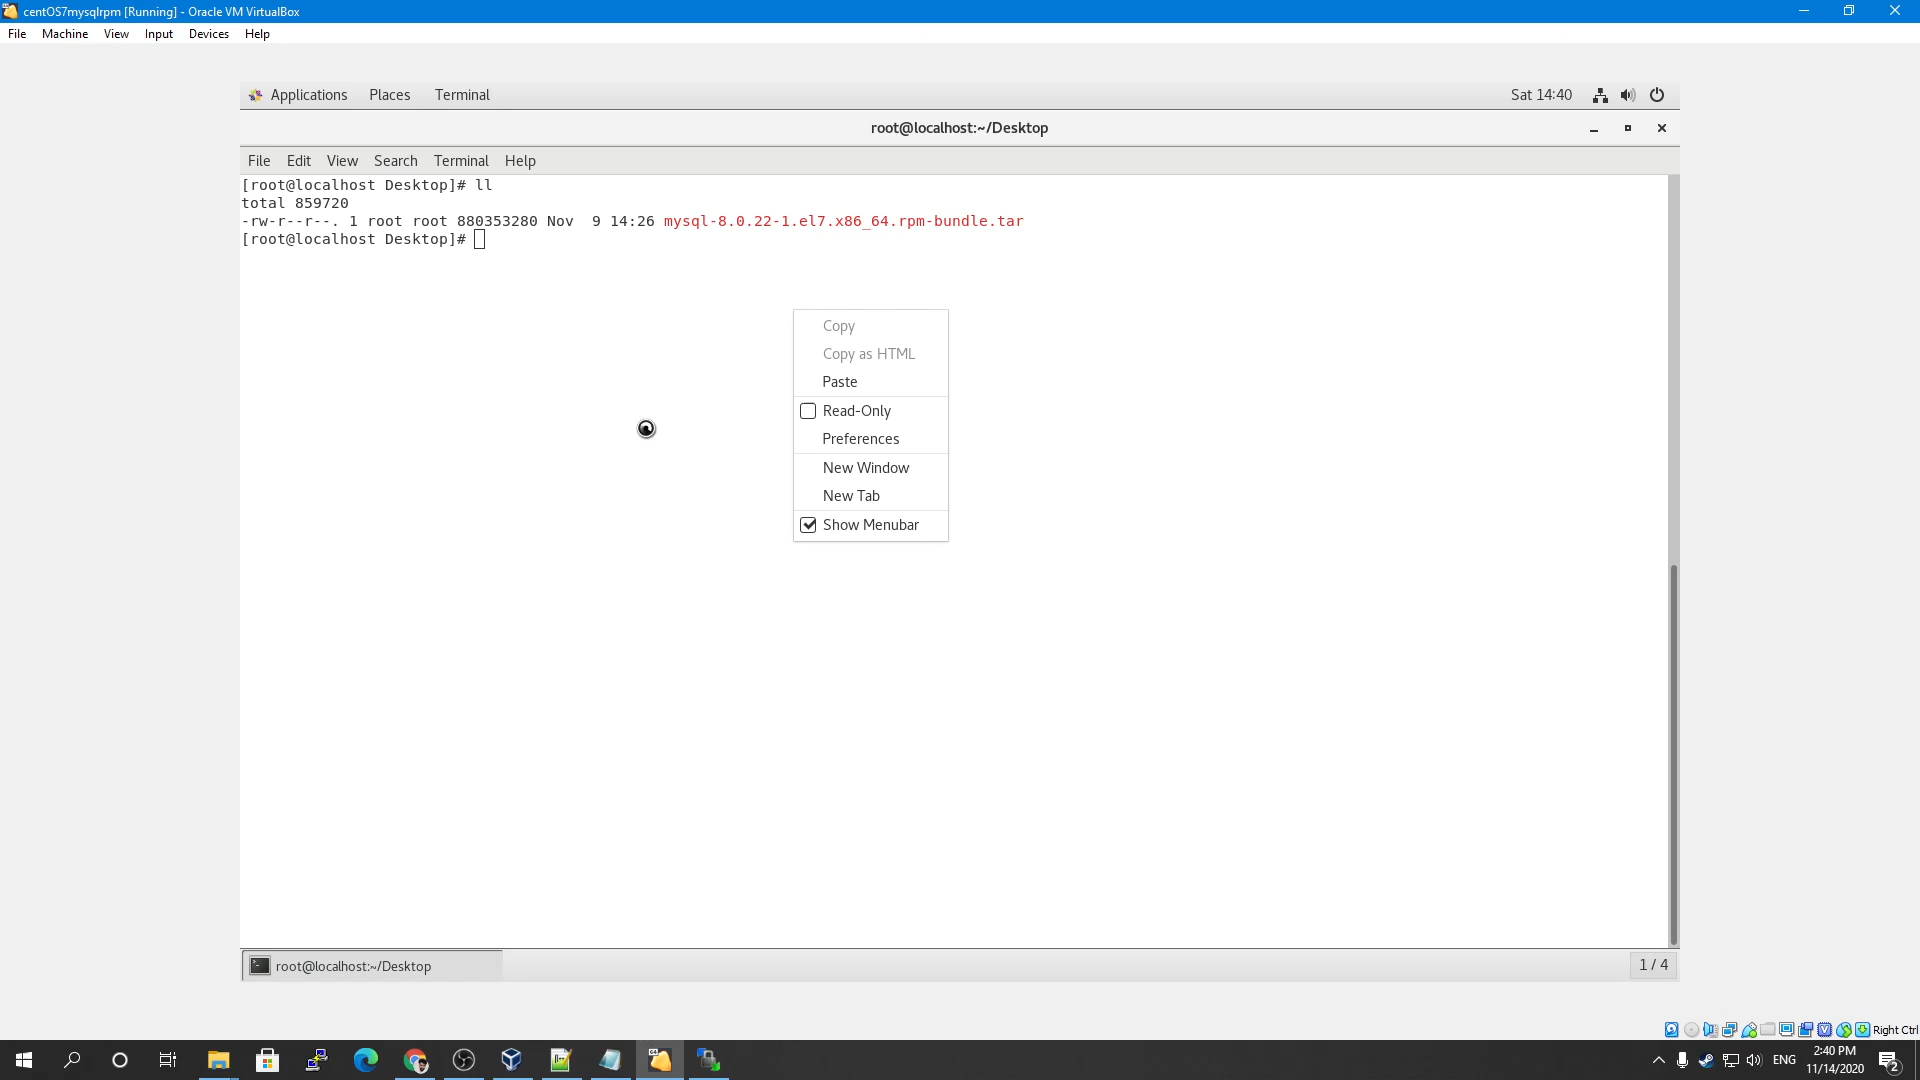 centOS7mysqlrpm [Running] - Oracle VM VirtualBox
File Machine View Input Devices Help
Applications Places Terminal Sat 14:40
root@localhost:~/Desktop
File Edit View Search Terminal Help
[root@localhost Desktop]# ll
total 859720
-rw-r--r--. 1 root root 880353280 Nov  9 14:26 mysql-8.0.22-1.el7.x86_64.rpm-bundle.tar
[root@localhost Desktop]#
Copy
Copy as HTML
Paste
Read-Only
Preferences
New Window
New Tab
Show Menubar
root@localhost:~/Desktop 1 / 4
Right Ctrl
ENG 2:40 PM
11/14/2020
2